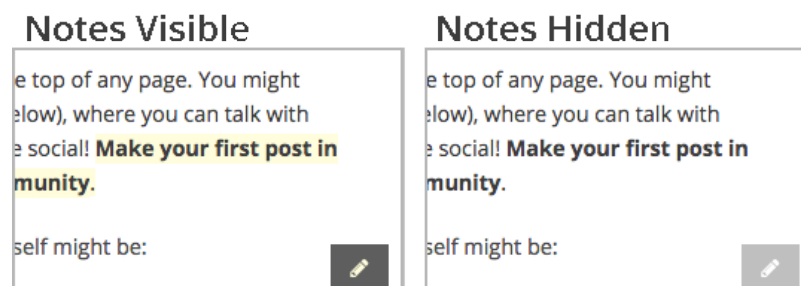 Notes Visible
e top of any page. You might
elow), where you can talk with
e social! Make your first post in
munity.
self might be:
Notes Hidden
e top of any page. You might
elow), where you can talk with
e social! Make your first post in
munity.
self might be: